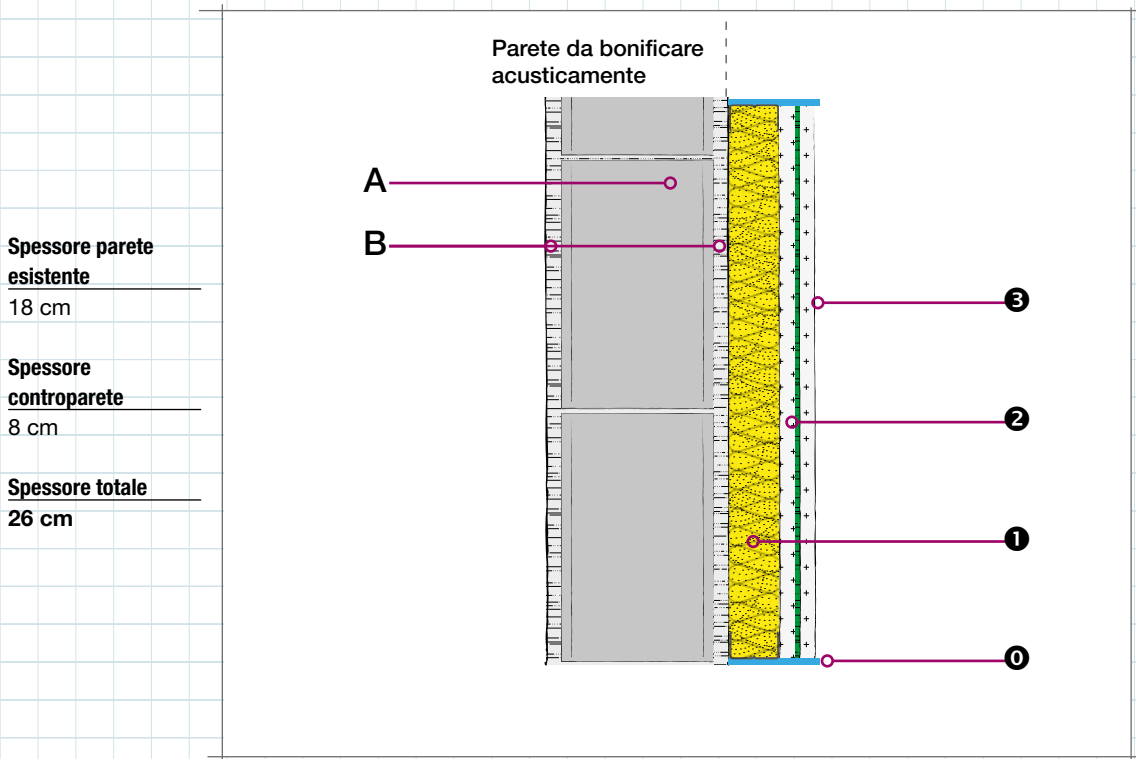 Parete da bonificare
acusticamente
A
B
Spessore parete
esistente
18 cm
Spessore
controparete
8 cm
Spessore totale
26 cm
❸
❷
❶
⓿